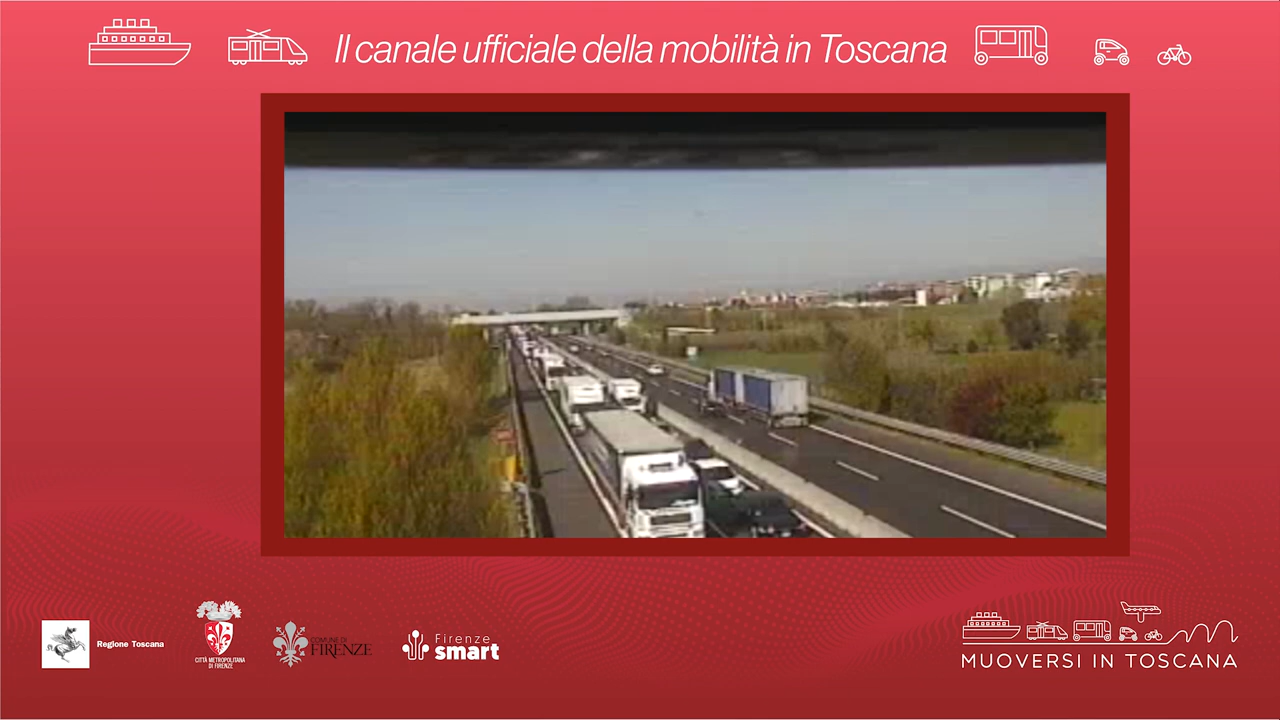 Il canale ufficiale della mobilità in Toscana
Regione Toscana
CITTÀ METROPOLITANA
DI FIRENZE
COMUNE DI
FIRENZE
Firenze
smart
MUOVERSI IN TOSCANA